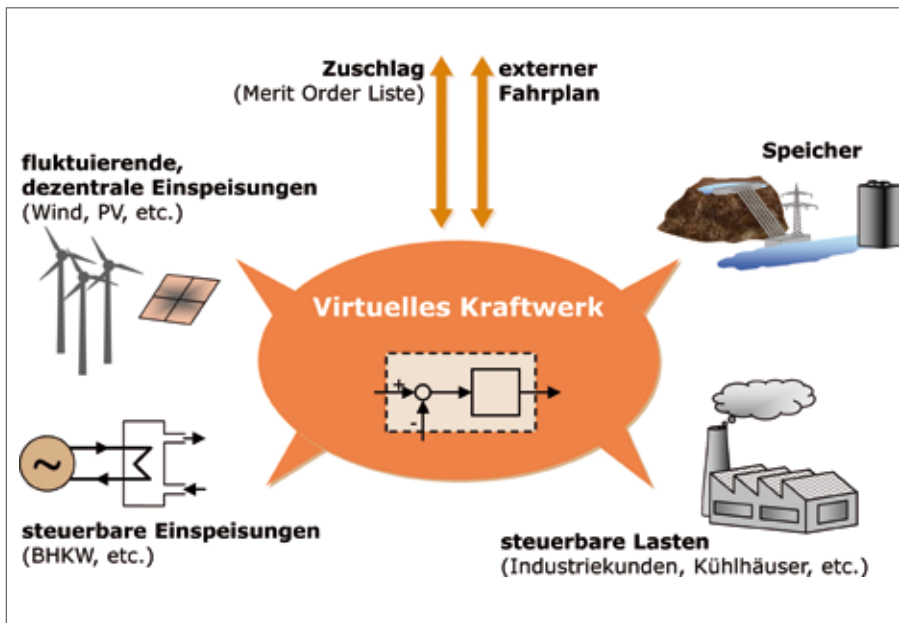 Zuschlag
(Merit Order Liste)
externer
Fahrplan
fluktuierende,
dezentrale Einspeisungen
(Wind, PV, etc.)
Speicher
Virtuelles Kraftwerk
+
-
~
steuerbare Einspeisungen
(BHKW, etc.)
steuerbare Lasten
(Industriekunden, Kühlhäuser, etc.)